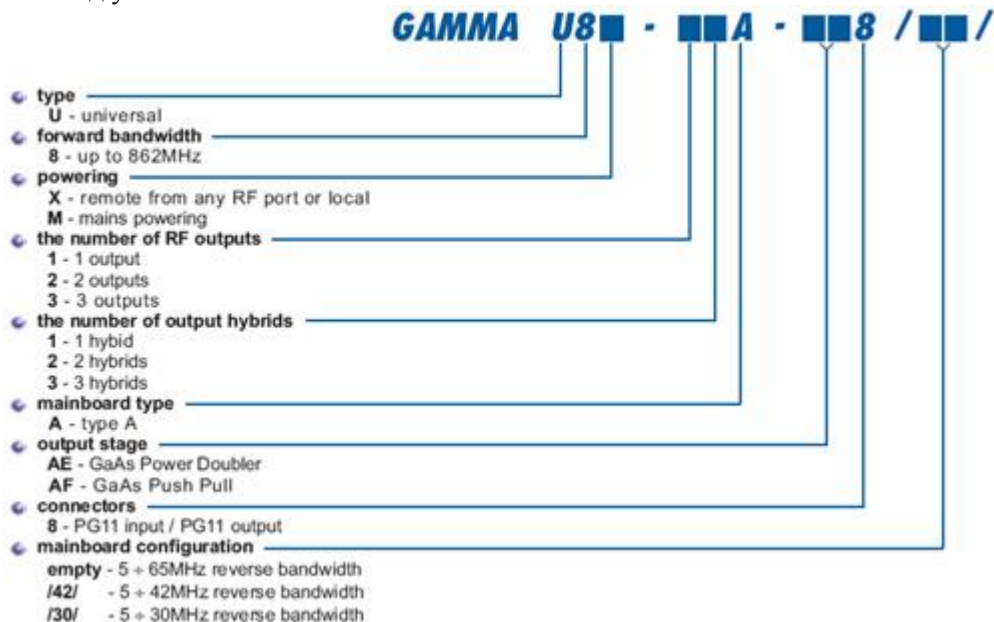 GAMMA U8■ - ■■A - ■■8 / ■■ /
type
U - universal
forward bandwidth
8 - up to 862MHz
powering
X - remote from any RF port or local
M - mains powering
the number of RF outputs
1 - 1 output
2 - 2 outputs
3 - 3 outputs
the number of output hybrids
1 - 1 hybid
2 - 2 hybrids
3 - 3 hybrids
mainboard type
A - type A
output stage
AE - GaAs Power Doubler
AF - GaAs Push Pull
connectors
8 - PG11 input / PG11 output
mainboard configuration
empty - 5 ÷ 65MHz reverse bandwidth
/42/ - 5 ÷ 42MHz reverse bandwidth
/30/ - 5 ÷ 30MHz reverse bandwidth